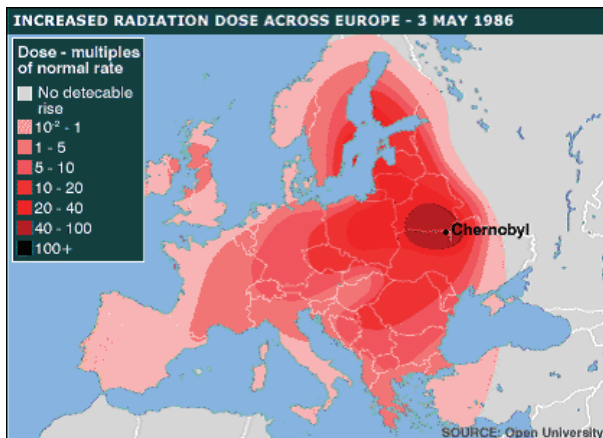 INCREASED RADIATION DOSE ACROSS EUROPE - 3 MAY 1986
Dose - multiples
of normal rate
No detecable
rise
10⁻² - 1
1 - 5
5 - 10
10 - 20
20 - 40
40 - 100
100+
Chernobyl
SOURCE: Open University